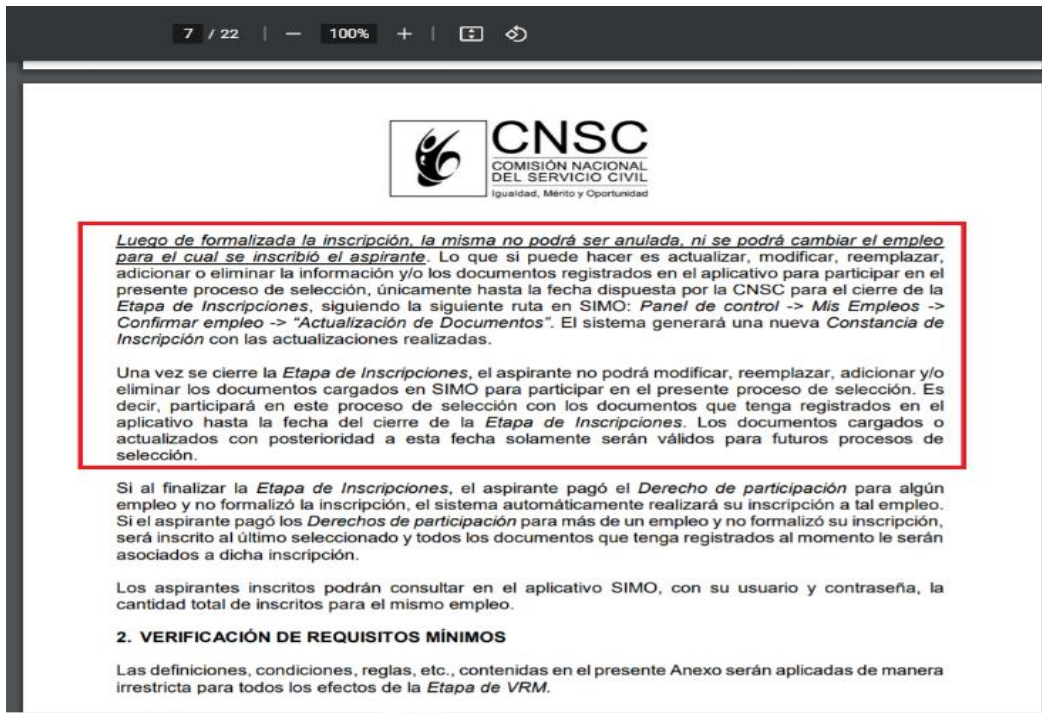 7 / 22 | − 100% + |
CNSC
COMISIÓN NACIONAL
DEL SERVICIO CIVIL
Igualdad, Mérito y Oportunidad
Luego de formalizada la inscripción, la misma no podrá ser anulada, ni se podrá cambiar el empleo
para el cual se inscribió el aspirante. Lo que si puede hacer es actualizar, modificar, reemplazar,
adicionar o eliminar la información y/o los documentos registrados en el aplicativo para participar en el
presente proceso de selección, únicamente hasta la fecha dispuesta por la CNSC para el cierre de la
Etapa de Inscripciones, siguiendo la siguiente ruta en SIMO: Panel de control -> Mis Empleos ->
Confirmar empleo -> “Actualización de Documentos”. El sistema generará una nueva Constancia de
Inscripción con las actualizaciones realizadas.
Una vez se cierre la Etapa de Inscripciones, el aspirante no podrá modificar, reemplazar, adicionar y/o
eliminar los documentos cargados en SIMO para participar en el presente proceso de selección. Es
decir, participará en este proceso de selección con los documentos que tenga registrados en el
aplicativo hasta la fecha del cierre de la Etapa de Inscripciones. Los documentos cargados o
actualizados con posterioridad a esta fecha solamente serán válidos para futuros procesos de
selección.
Si al finalizar la Etapa de Inscripciones, el aspirante pagó el Derecho de participación para algún
empleo y no formalizó la inscripción, el sistema automáticamente realizará su inscripción a tal empleo.
Si el aspirante pagó los Derechos de participación para más de un empleo y no formalizó su inscripción,
será inscrito al último seleccionado y todos los documentos que tenga registrados al momento le serán
asociados a dicha inscripción.
Los aspirantes inscritos podrán consultar en el aplicativo SIMO, con su usuario y contraseña, la
cantidad total de inscritos para el mismo empleo.
2. VERIFICACIÓN DE REQUISITOS MÍNIMOS
Las definiciones, condiciones, reglas, etc., contenidas en el presente Anexo serán aplicadas de manera
irrestricta para todos los efectos de la Etapa de VRM.